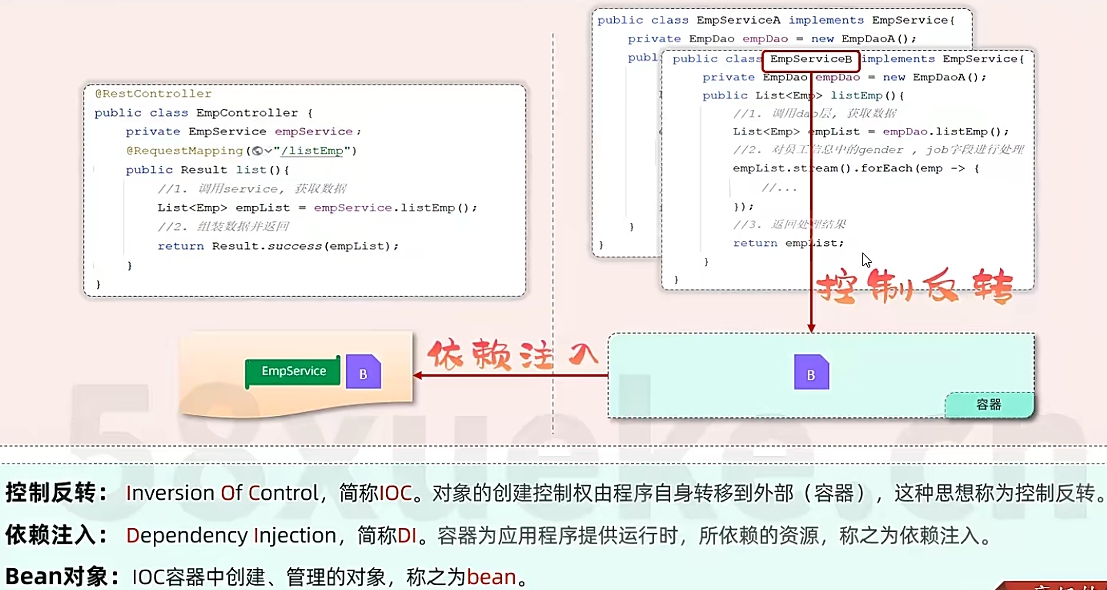 @RestController
public class EmpController {
private EmpService empService;
@RequestMapping("/listEmp")
public Result list(){
//1. 调用service, 获取数据
List<Emp> empList = empService.listEmp();
//2. 组装数据并返回
return Result.success(empList);
}
}
public class EmpServiceA implements EmpService{
private EmpDao empDao = new EmpDaoA();
publ
}
}
public class EmpServiceB implements EmpService{
private EmpDao empDao = new EmpDaoA();
public List<Emp> listEmp(){
//1. 调用dao层, 获取数据
List<Emp> empList = empDao.listEmp();
//2. 对员工信息中的gender , job字段进行处理
empList.stream().forEach(emp -> {
//...
});
//3. 返回处理结果
return empList;
}
}
控制反转
依赖注入
EmpService
B
B
容器
58xueke.cn
控制反转： Inversion Of Control，简称IOC。对象的创建控制权由程序自身转移到外部（容器），这种思想称为控制反转。
依赖注入： Dependency Injection，简称DI。容器为应用程序提供运行时，所依赖的资源，称之为依赖注入。
Bean对象：IOC容器中创建、管理的对象，称之为bean。